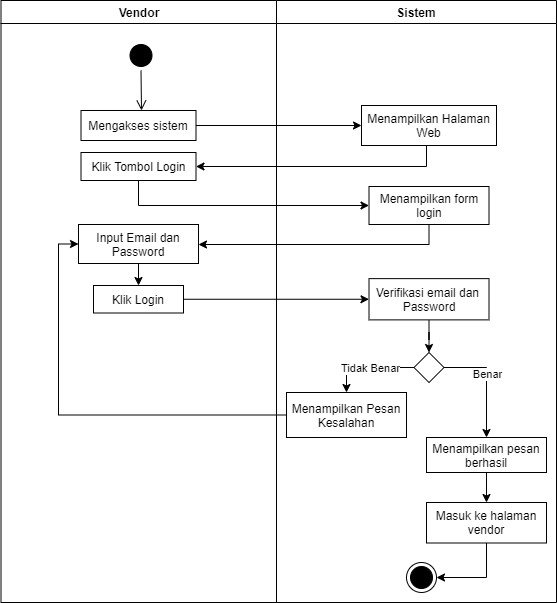 Vendor
Sistem
Mengakses sistem
Menampilkan Halaman
Web
Klik Tombol Login
Menampilkan form
login
Input Email dan
Password
Klik Login
Verifikasi email dan
Password
Tidak Benar
Benar
Menampilkan Pesan
Kesalahan
Menampilkan pesan
berhasil
Masuk ke halaman
vendor